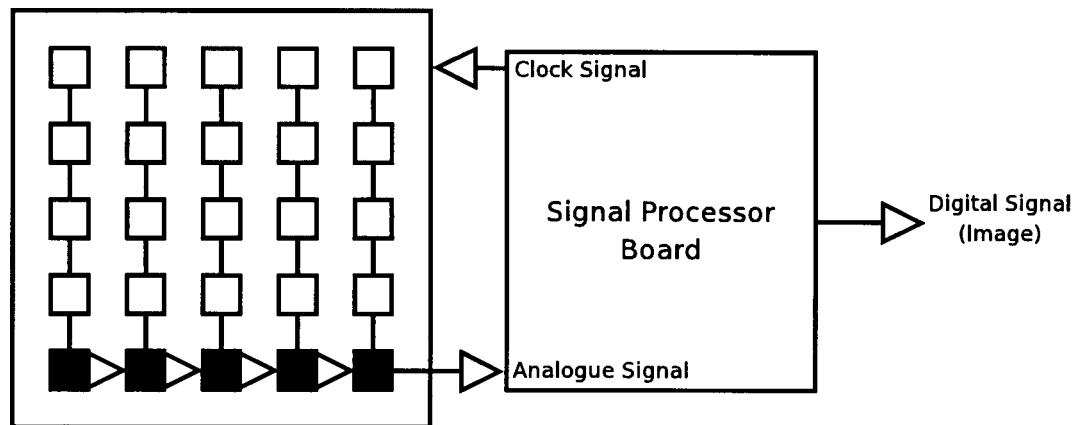 Clock Signal
Signal Processor
Board
Digital Signal
(Image)
Analogue Signal